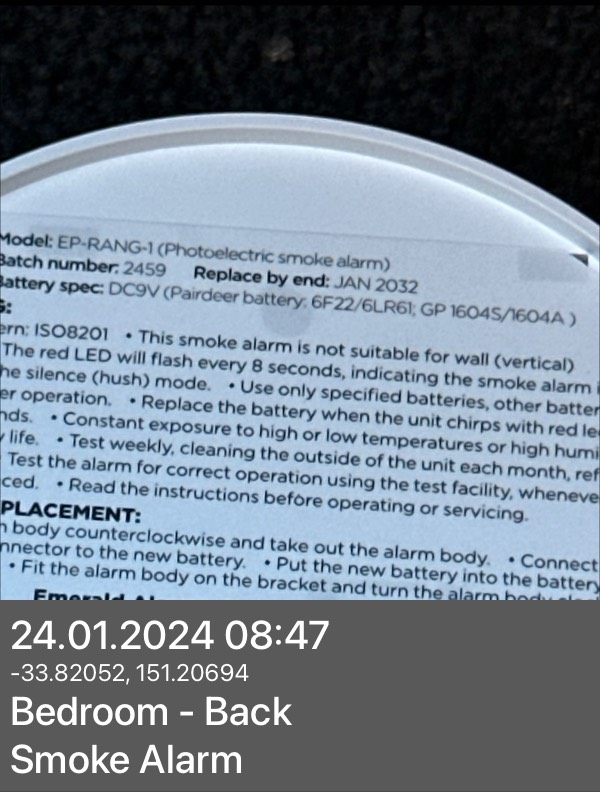 Model: EP-RANG-1 (Photoelectric smoke alarm)
Batch number: 2459 Replace by end: JAN 2032
Battery spec: DC9V (Pairdeer battery: 6F22/6LR61; GP 1604S/1604A )
G:
ern: ISO8201 • This smoke alarm is not suitable for wall (vertical)
The red LED will flash every 8 seconds, indicating the smoke alarm i
he silence (hush) mode. • Use only specified batteries, other batter
er operation. • Replace the battery when the unit chirps with red le
nds. • Constant exposure to high or low temperatures or high humi
y life. • Test weekly, cleaning the outside of the unit each month, ref
Test the alarm for correct operation using the test facility, wheneve
ced. • Read the instructions before operating or servicing.
PLACEMENT:
n body counterclockwise and take out the alarm body. • Connect
nnector to the new battery. • Put the new battery into the battery
• Fit the alarm body on the bracket and turn the alarm body
Emerald
24.01.2024 08:47
-33.82052, 151.20694
Bedroom - Back
Smoke Alarm